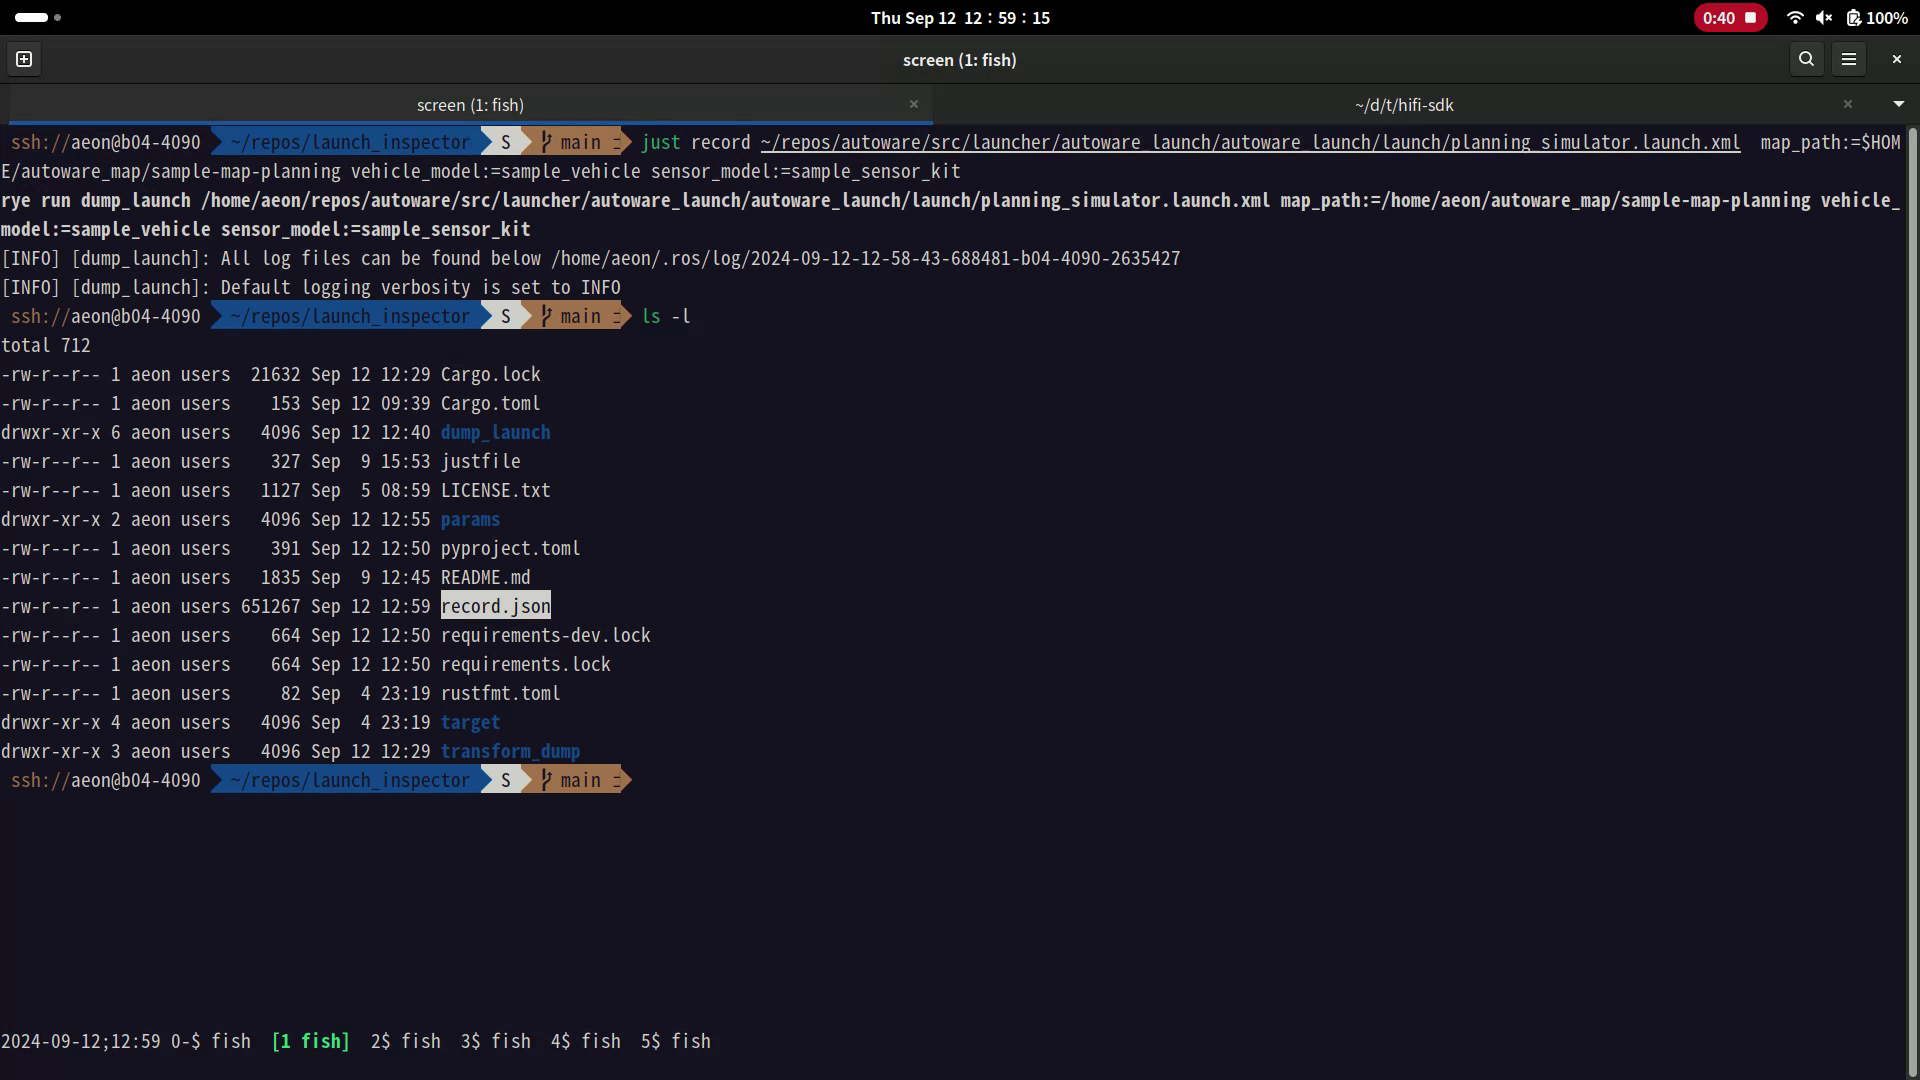 Thu Sep 12  12 : 59 : 15
0:40
100%
screen (1: fish)
screen (1: fish)
~/d/t/hifi-sdk
ssh://aeon@b04-4090 ~/repos/launch_inspector S main just record ~/repos/autoware/src/launcher/autoware_launch/autoware_launch/launch/planning_simulator.launch.xml  map_path:=$HOM
E/autoware_map/sample-map-planning vehicle_model:=sample_vehicle sensor_model:=sample_sensor_kit
rye run dump_launch /home/aeon/repos/autoware/src/launcher/autoware_launch/autoware_launch/launch/planning_simulator.launch.xml map_path:=/home/aeon/autoware_map/sample-map-planning vehicle_
model:=sample_vehicle sensor_model:=sample_sensor_kit
[INFO] [dump_launch]: All log files can be found below /home/aeon/.ros/log/2024-09-12-12-58-43-688481-b04-4090-2635427
[INFO] [dump_launch]: Default logging verbosity is set to INFO
ssh://aeon@b04-4090 ~/repos/launch_inspector S main ls -l
total 712
-rw-r--r-- 1 aeon users  21632 Sep 12 12:29 Cargo.lock
-rw-r--r-- 1 aeon users    153 Sep 12 09:39 Cargo.toml
drwxr-xr-x 6 aeon users   4096 Sep 12 12:40 dump_launch
-rw-r--r-- 1 aeon users    327 Sep  9 15:53 justfile
-rw-r--r-- 1 aeon users   1127 Sep  5 08:59 LICENSE.txt
drwxr-xr-x 2 aeon users   4096 Sep 12 12:55 params
-rw-r--r-- 1 aeon users    391 Sep 12 12:50 pyproject.toml
-rw-r--r-- 1 aeon users   1835 Sep  9 12:45 README.md
-rw-r--r-- 1 aeon users 651267 Sep 12 12:59 record.json
-rw-r--r-- 1 aeon users    664 Sep 12 12:50 requirements-dev.lock
-rw-r--r-- 1 aeon users    664 Sep 12 12:50 requirements.lock
-rw-r--r-- 1 aeon users     82 Sep  4 23:19 rustfmt.toml
drwxr-xr-x 4 aeon users   4096 Sep  4 23:19 target
drwxr-xr-x 3 aeon users   4096 Sep 12 12:29 transform_dump
ssh://aeon@b04-4090 ~/repos/launch_inspector S main
2024-09-12;12:59 0-$ fish  [1 fish]  2$ fish  3$ fish  4$ fish  5$ fish